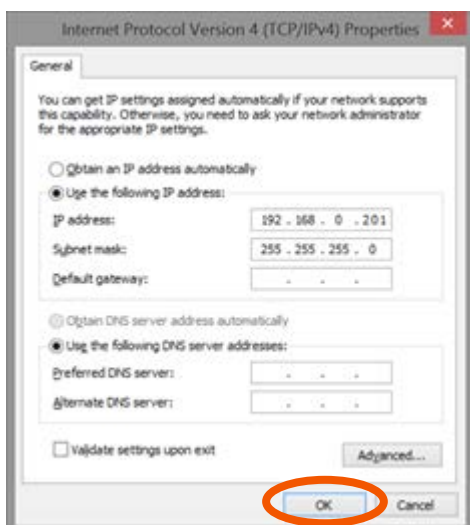 Internet Protocol Version 4 (TCP/IPv4) Properties
General
You can get IP settings assigned automatically if your network supports
this capability. Otherwise, you need to ask your network administrator
for the appropriate IP settings.
Obtain an IP address automatically
Use the following IP address:
IP address: 192 . 168 . 0 . 201
Subnet mask: 255 . 255 . 255 . 0
Default gateway: . . .
Obtain DNS server address automatically
Use the following DNS server addresses:
Preferred DNS server: . . .
Alternate DNS server: . . .
Validate settings upon exit
Advanced...
OK Cancel